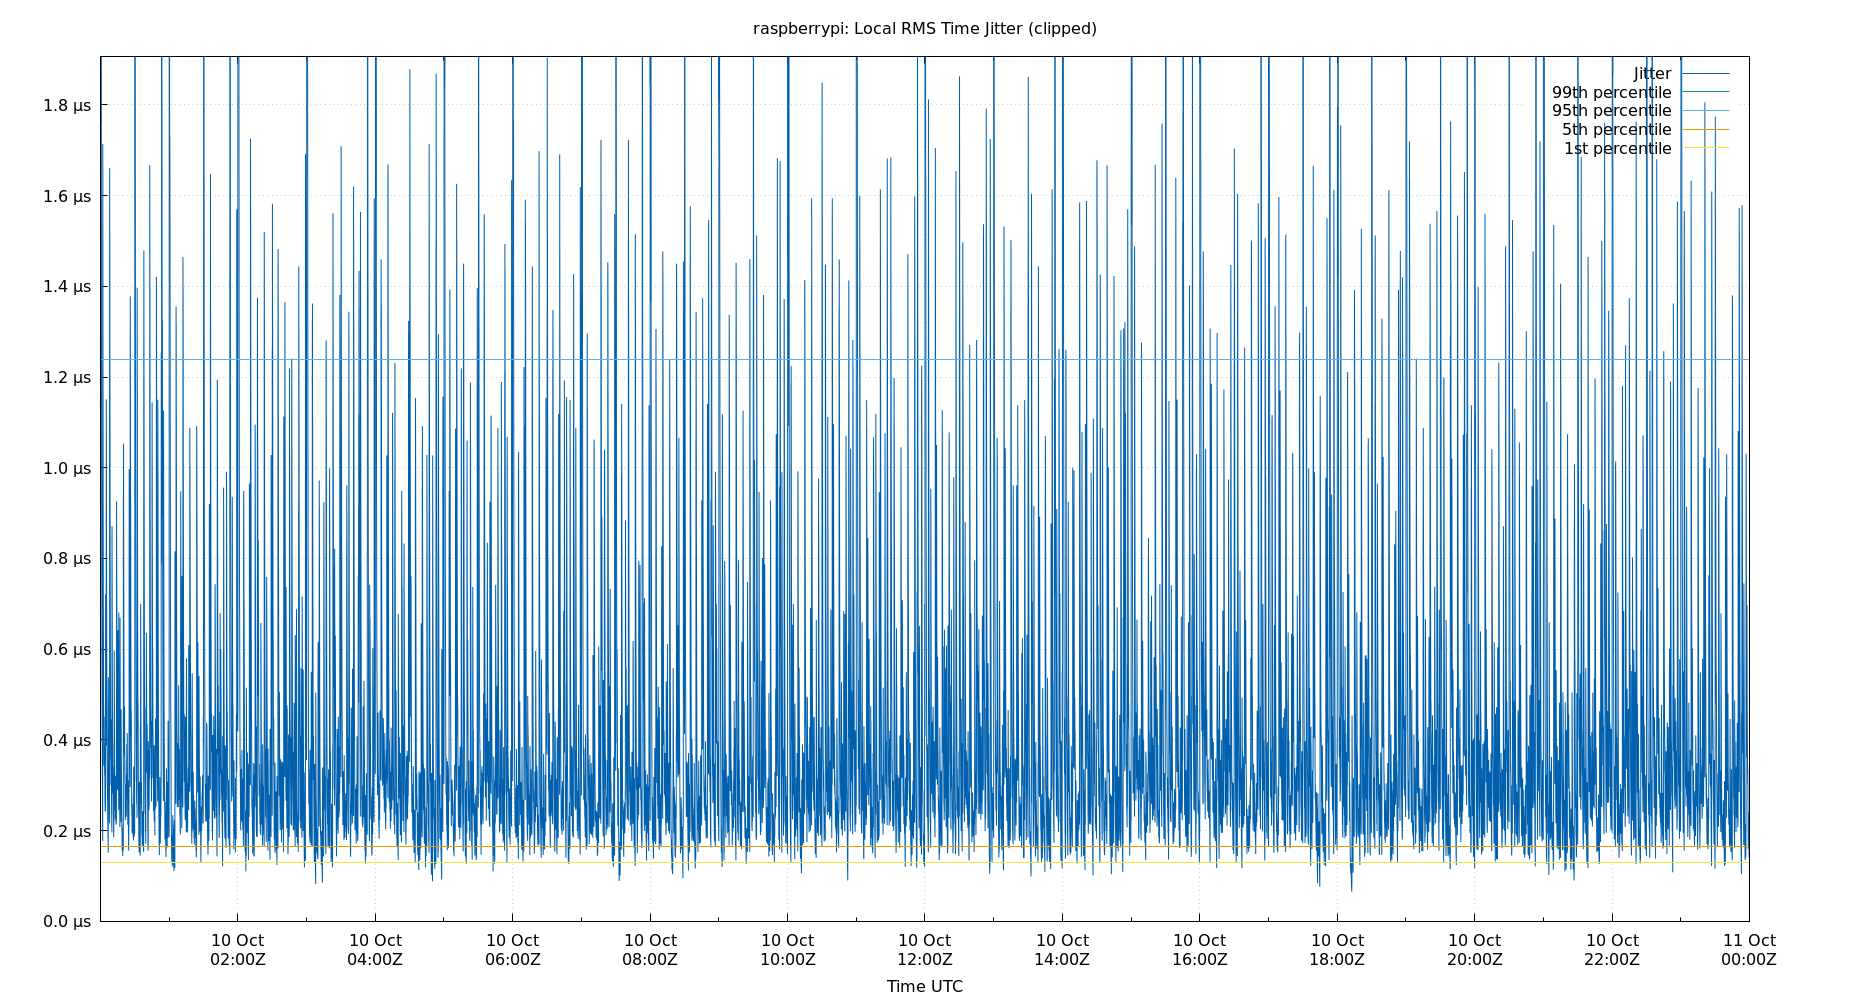 raspberrypi: Local RMS Time Jitter (clipped)
Jitter
99th percentile
95th percentile
5th percentile
1st percentile
1.8 µs
1.6 µs
1.4 µs
1.2 µs
1.0 µs
0.8 µs
0.6 µs
0.4 µs
0.2 µs
0.0 µs
10 Oct 10 Oct 10 Oct 10 Oct 10 Oct 10 Oct 10 Oct 10 Oct 10 Oct 10 Oct 10 Oct 11 Oct
02:00Z 04:00Z 06:00Z 08:00Z 10:00Z 12:00Z 14:00Z 16:00Z 18:00Z 20:00Z 22:00Z 00:00Z
Time UTC